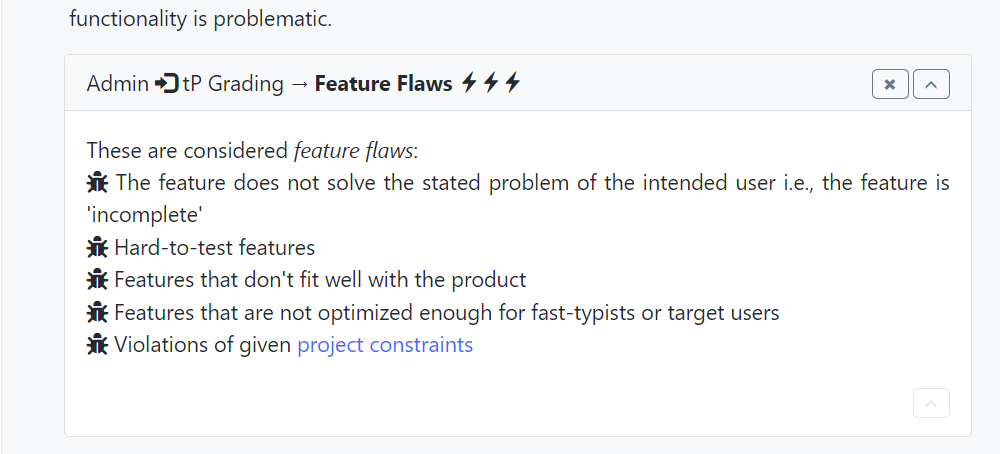 functionality is problematic.
Admin tP Grading → Feature Flaws
These are considered feature flaws:
The feature does not solve the stated problem of the intended user i.e., the feature is
'incomplete'
Hard-to-test features
Features that don't fit well with the product
Features that are not optimized enough for fast-typists or target users
Violations of given project constraints